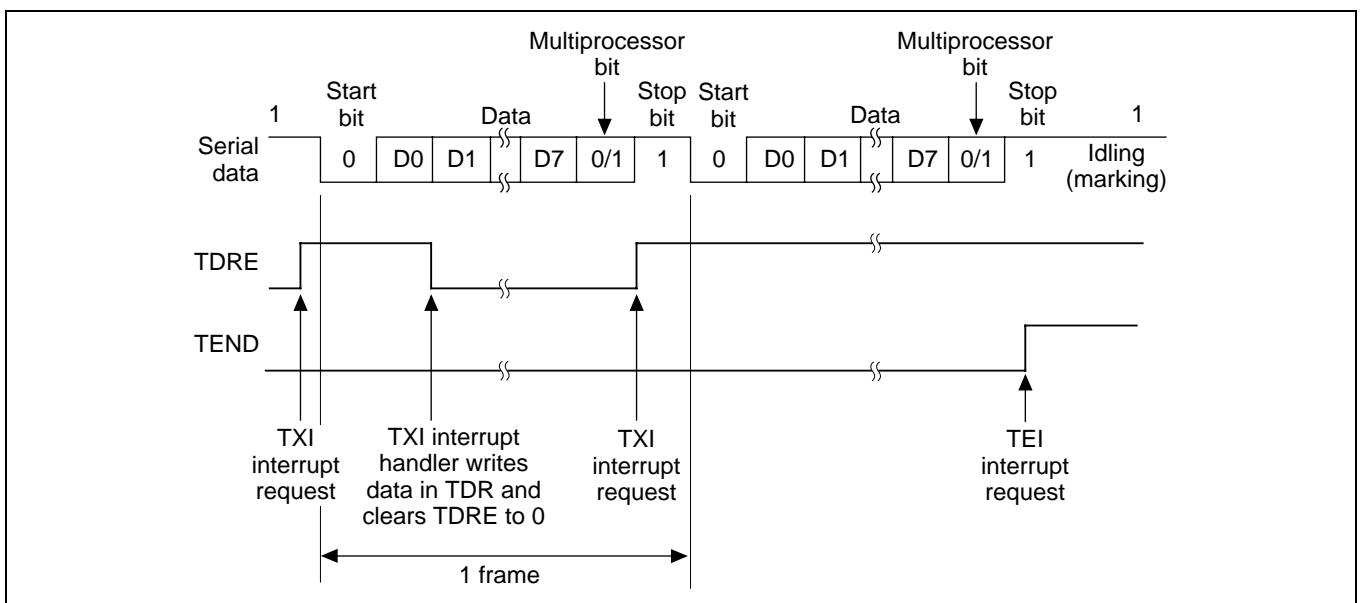 Multiprocessor
bit
Multiprocessor
bit
1
Start
bit
Data
Stop
bit
Start
bit
Data
Stop
bit
1
Serial
data
0
D0
D1
D7
0/1
1
0
D0
D1
D7
0/1
1
Idling
(marking)
TDRE
TEND
TXI
interrupt
request
TXI interrupt
handler writes
data in TDR and
clears TDRE to 0
TXI
interrupt
request
TEI
interrupt
request
1 frame